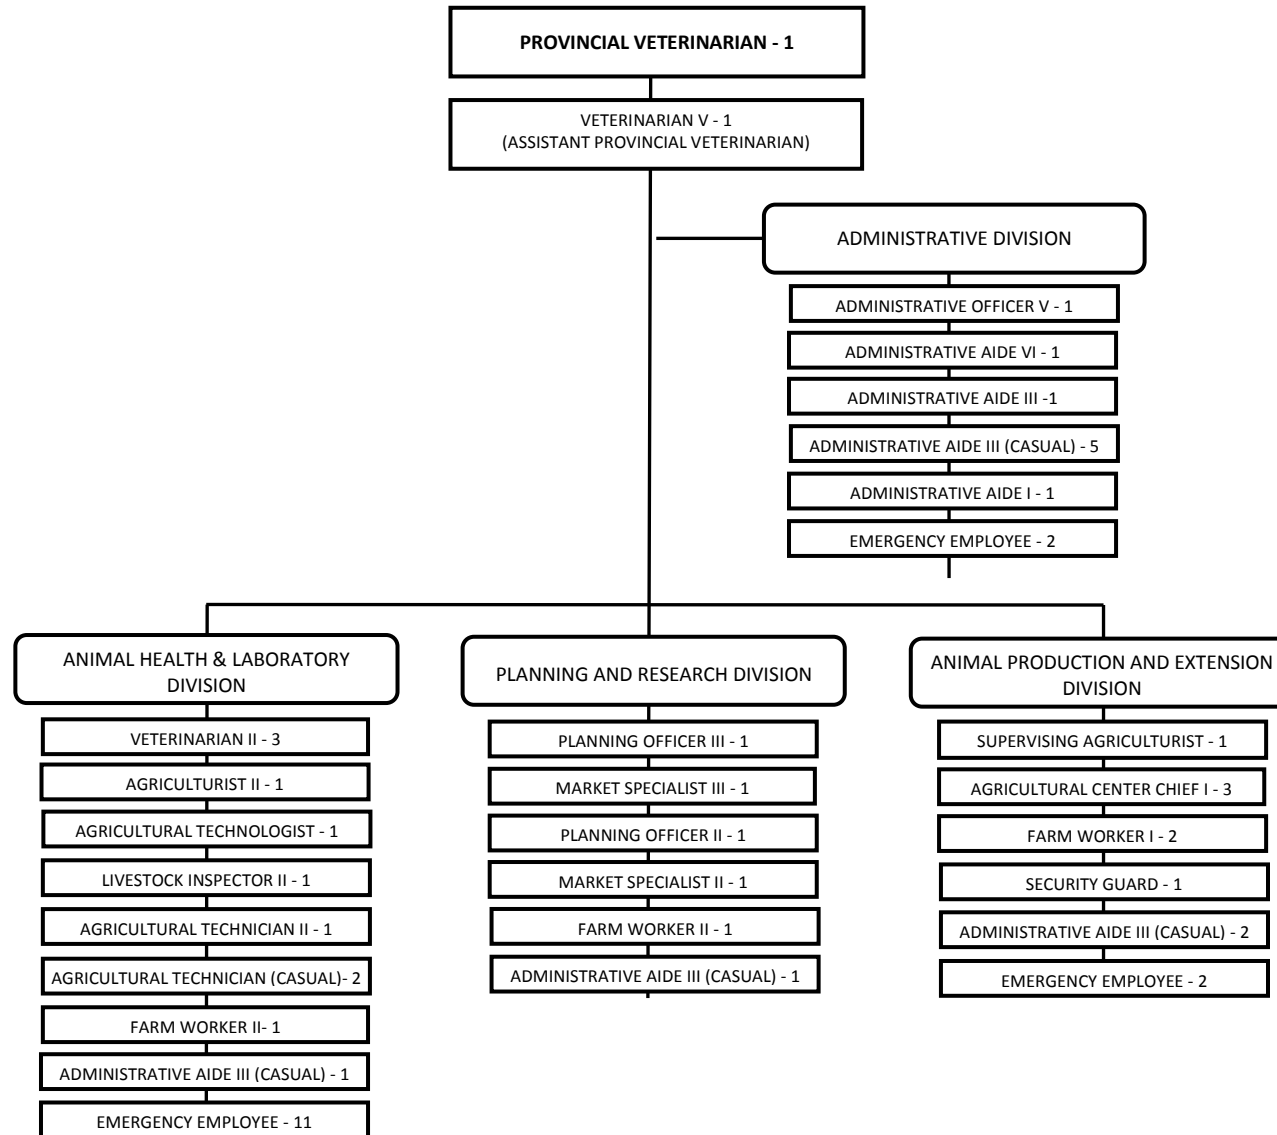 PROVINCIAL VETERINARIAN - 1
VETERINARIAN V - 1
(ASSISTANT PROVINCIAL VETERINARIAN)
ADMINISTRATIVE DIVISION
ADMINISTRATIVE OFFICER V - 1
ADMINISTRATIVE AIDE VI - 1
ADMINISTRATIVE AIDE III -1
ADMINISTRATIVE AIDE III (CASUAL) - 5
ADMINISTRATIVE AIDE I - 1
EMERGENCY EMPLOYEE - 2
ANIMAL HEALTH & LABORATORY
DIVISION
VETERINARIAN II - 3
AGRICULTURIST II - 1
AGRICULTURAL TECHNOLOGIST - 1
LIVESTOCK INSPECTOR II - 1
AGRICULTURAL TECHNICIAN II - 1
AGRICULTURAL TECHNICIAN (CASUAL)- 2
FARM WORKER II- 1
ADMINISTRATIVE AIDE III (CASUAL) - 1
EMERGENCY EMPLOYEE - 11
PLANNING AND RESEARCH DIVISION
PLANNING OFFICER III - 1
MARKET SPECIALIST III - 1
PLANNING OFFICER II - 1
MARKET SPECIALIST II - 1
FARM WORKER II - 1
ADMINISTRATIVE AIDE III (CASUAL) - 1
ANIMAL PRODUCTION AND EXTENSION
DIVISION
SUPERVISING AGRICULTURIST - 1
AGRICULTURAL CENTER CHIEF I - 3
FARM WORKER I - 2
SECURITY GUARD - 1
ADMINISTRATIVE AIDE III (CASUAL) - 2
EMERGENCY EMPLOYEE - 2